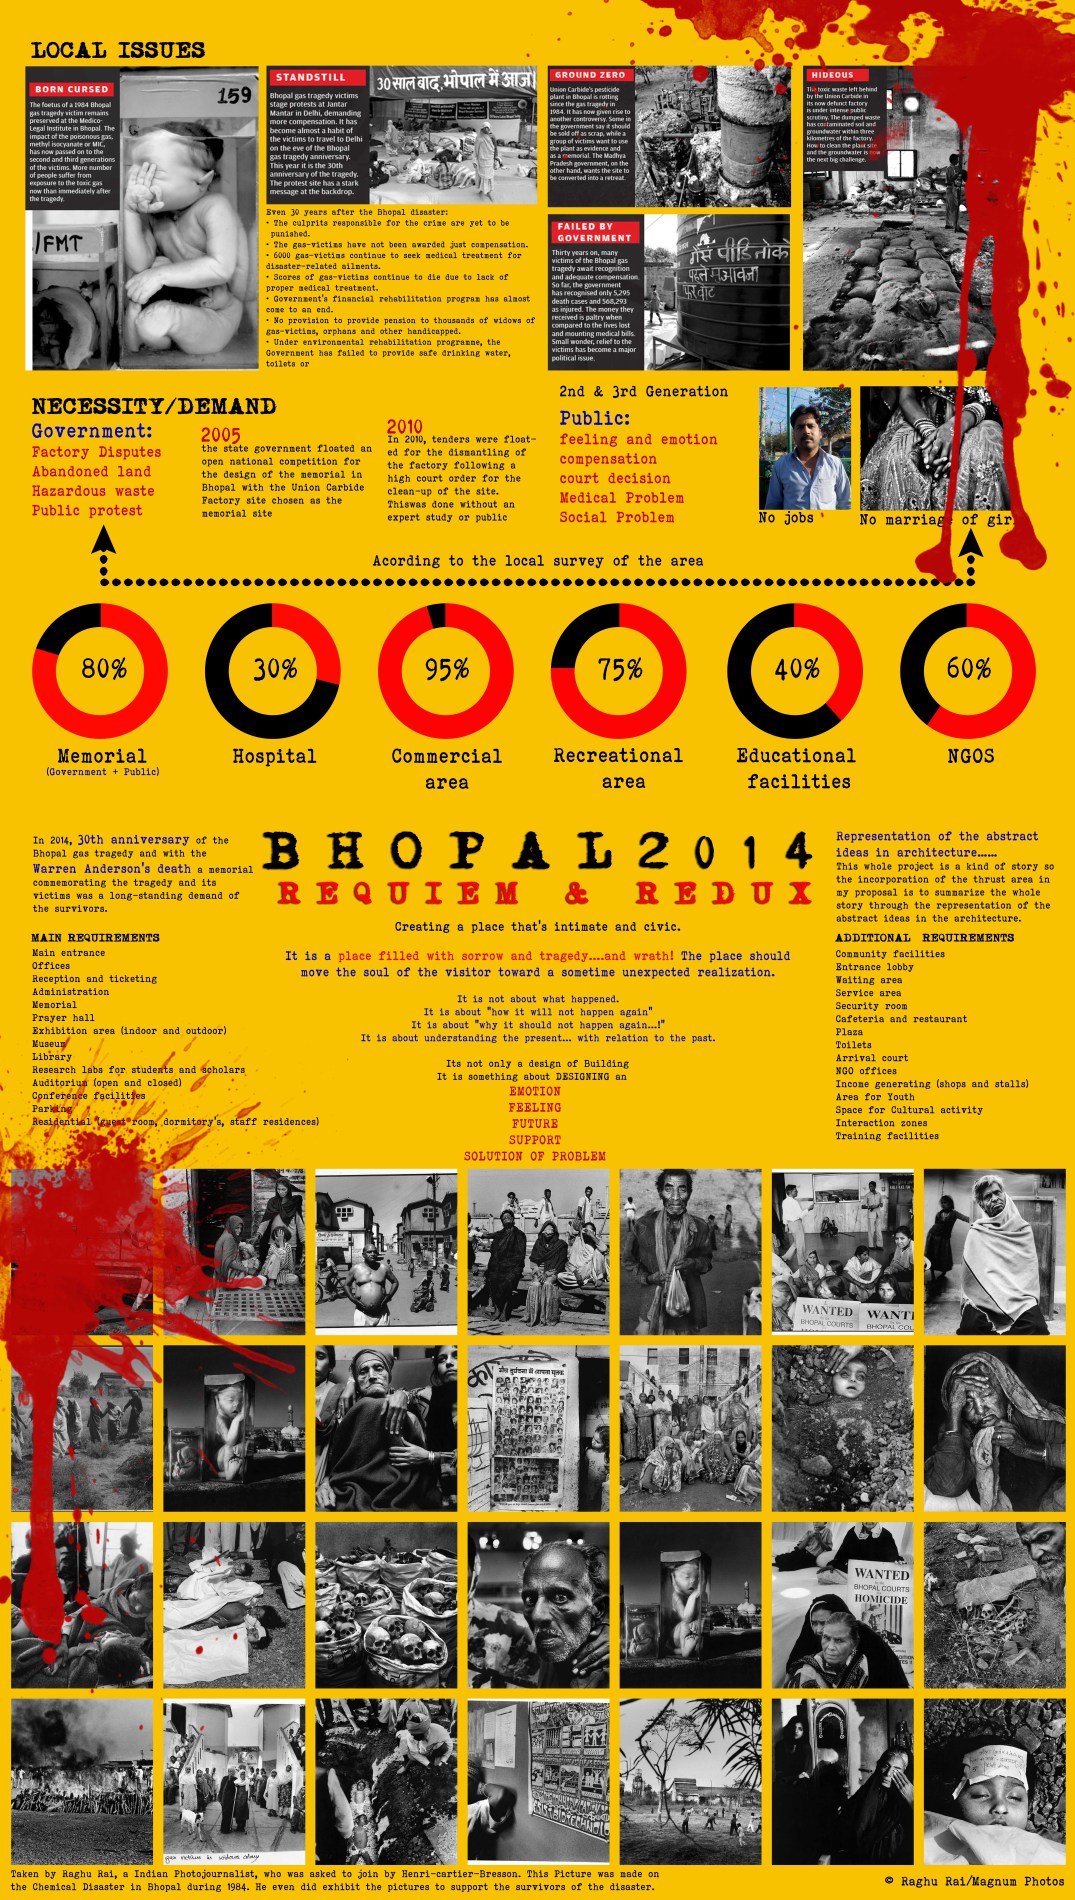 LOCAL ISSUES
BORN CURSED
The foetus of a 1984 Bhopal
gas tragedy victim remains
preserved at the Medico-
Legal Institute in Bhopal. The
impact of the poisonous gas,
methyl isocyanate or MIC,
has now passed on to the
second and third generations
of the victims. More number
of people suffer from
exposure to the toxic gas
now than immediately after
the tragedy.
159
IFMT
STANDSTILL
Bhopal gas tragedy victims
stage protests at Jantar
Mantar in Delhi, demanding
more compensation. It has
become almost a habit of
the victims to travel to Delhi
on the eve of the Bhopal
gas tragedy anniversary.
This year it is the 30th
anniversary of the tragedy.
The protest site has a stark
message at the backdrop.
30 साल बाद, भोपाल में आज।
Even 30 years after the Bhopal disaster:
- The culprits responsible for the crime are yet to be
punished.
- The gas-victims have not been awarded just compensation.
- 6000 gas-victims continue to seek medical treatment for
disaster-related ailments.
- Scores of gas-victims continue to die due to lack of
proper medical treatment.
- Government's financial rehabilitation program has almost
come to an end.
- No provision to provide pension to thousands of widows of
gas-victims, orphans and other handicapped.
- Under environmental rehabilitation programme, the
Government has failed to provide safe drinking water,
toilets or
GROUND ZERO
Union Carbide's pesticide
plant in Bhopal is rotting
since the gas tragedy in
1984. It has now given rise to
another controversy. Some in
the government say it should
be sold off as scrap, while a
group of victims want to use
the plant as evidence and
as a memorial. The Madhya
Pradesh government, on the
other hand, wants the site to
be converted into a retreat.
FAILED BY
GOVERNMENT
Thirty years on, many
victims of the Bhopal gas
tragedy await recognition
and adequate compensation.
So far, the government
has recognised only 5,295
death cases and 568,293
as injured. The money they
received is paltry when
compared to the lives lost
and mounting medical bills.
Small wonder, relief to the
victims has become a major
political issue.
गैस पीड़ितोको
पहले मुआवजा
फिर वोट
HIDEOUS
The toxic waste left behind
by the Union Carbide in
its now defunct factory
is under intense public
scrutiny. The dumped waste
has contaminated soil and
groundwater within three
kilometres of the factory.
How to clean the plant site
and the groundwater is now
the next big challenge.
NECESSITY/DEMAND
Government:
Factory Disputes
Abandoned land
Hazardous waste
Public protest
2005
the state government floated an
open national competition for
the design of the memorial in
Bhopal with the Union Carbide
Factory site chosen as the
memorial site
2010
In 2010, tenders were float-
ed for the dismantling of
the factory following a
high court order for the
clean-up of the site.
Thiswas done without an
expert study or public
2nd & 3rd Generation
Public:
feeling and emotion
compensation
court decision
Medical Problem
Social Problem
No jobs
No marriage of gir
Acording to the local survey of the area
80%
30%
95%
75%
40%
60%
Memorial
(Government + Public)
Hospital
Commercial
area
Recreational
area
Educational
facilities
NGOS
In 2014, 30th anniversary of the
Bhopal gas tragedy and with the
Warren Anderson's death a memorial
commemorating the tragedy and its
victims was a long-standing demand of
the survivors.
MAIN REQUIREMENTS
Main entrance
Offices
Reception and ticketing
Administration
Memorial
Prayer hall
Exhibition area (indoor and outdoor)
Museum
Library
Research labs for students and scholars
Auditorium (open and closed)
Conference facilities
Parking
Residential (guest room, dormitory's, staff residences)
BHOPAL2014
REQUIEM & REDUX
Creating a place that's intimate and civic.
It is a place filled with sorrow and tragedy....and wrath! The place should
move the soul of the visitor toward a sometime unexpected realization.
It is not about what happened.
It is about "how it will not happen again"
It is about "why it should not happen again...!"
It is about understanding the present... with relation to the past.
Its not only a design of Building
It is something about DESIGNING an
EMOTION
FEELING
FUTURE
SUPPORT
SOLUTION OF PROBLEM
Representation of the abstract
ideas in architecture......
This whole project is a kind of story so
the incorporation of the thrust area in
my proposal is to summarize the whole
story through the representation of the
abstract ideas in the architecture.
ADDITIONAL REQUIREMENTS
Community facilities
Entrance lobby
Waiting area
Service area
Security room
Cafeteria and restaurant
Plaza
Toilets
Arrival court
NGO offices
Income generating (shops and stalls)
Area for Youth
Space for Cultural activity
Interaction zones
Training facilities
WANTED
BHOPAL COURTS
WANT
BHOPAL COU
WANTED
BHOPAL COURTS
HOMICIDE
gas victims in widows colony
Taken by Raghu Rai, a Indian Photojournalist, who was asked to join by Henri-cartier-Bresson. This Picture was made on
the Chemical Disaster in Bhopal during 1984. He even did exhibit the pictures to support the survivors of the disaster.
© Raghu Rai/Magnum Photos